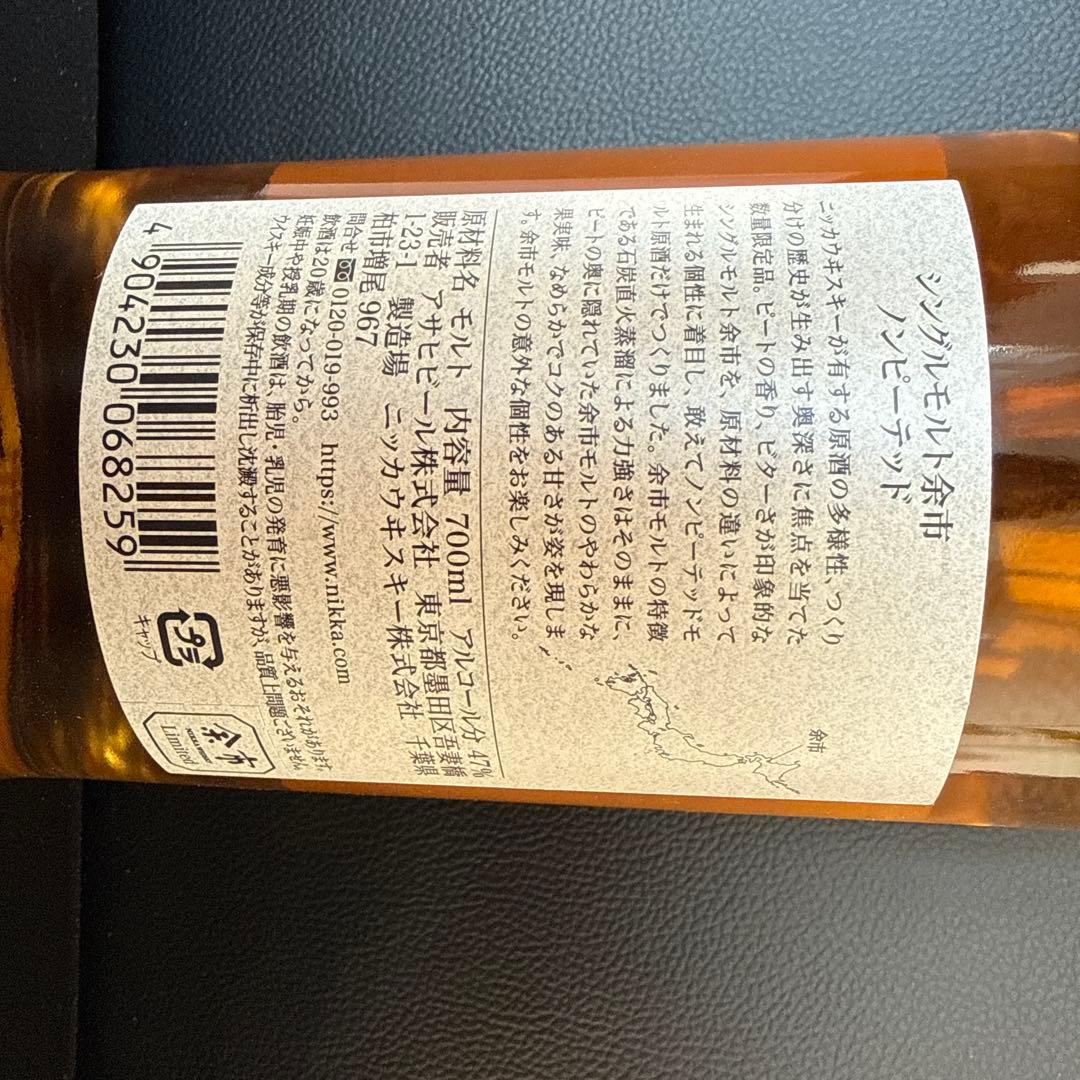 シングルモルト余市
ノンピーテッド
ニッカウヰスキーが有する原酒の多様性、つくり
分けの歴史が生み出す奥深さに焦点を当てた
数量限定品。ピートの香り、ビターさが印象的な
シングルモルト余市を、原材料の違いによって
生まれる個性に着目し、敢えてノンピーテッドモ
ルト原酒だけでつくりました。余市モルトの特徴
である石炭直火蒸溜による力強さはそのままに、
ピートの奥に隠れていた余市モルトのやわらかな
果実味、なめらかでコクのある甘さが姿を現しま
す。余市モルトの意外な個性をお楽しみください。
余市
原材料名 モルト 内容量 700ml アルコール分 47%
販売者 アサヒビール株式会社 東京都墨田区吾妻橋
1-23-1 製造場 ニッカウヰスキー株式会社 千葉県
柏市増尾967
問合せ 0120-019-993 https://www.nikka.com
飲酒は20歳になってから。
妊娠中や授乳期の飲酒は、胎児・乳児の発育に悪影響を与えるおそれがあります。
ウイスキー成分等が保存中に析出し沈澱することがありますが、品質上問題ございません。
4 904230 068259
プラ
キャップ
余市
Limited